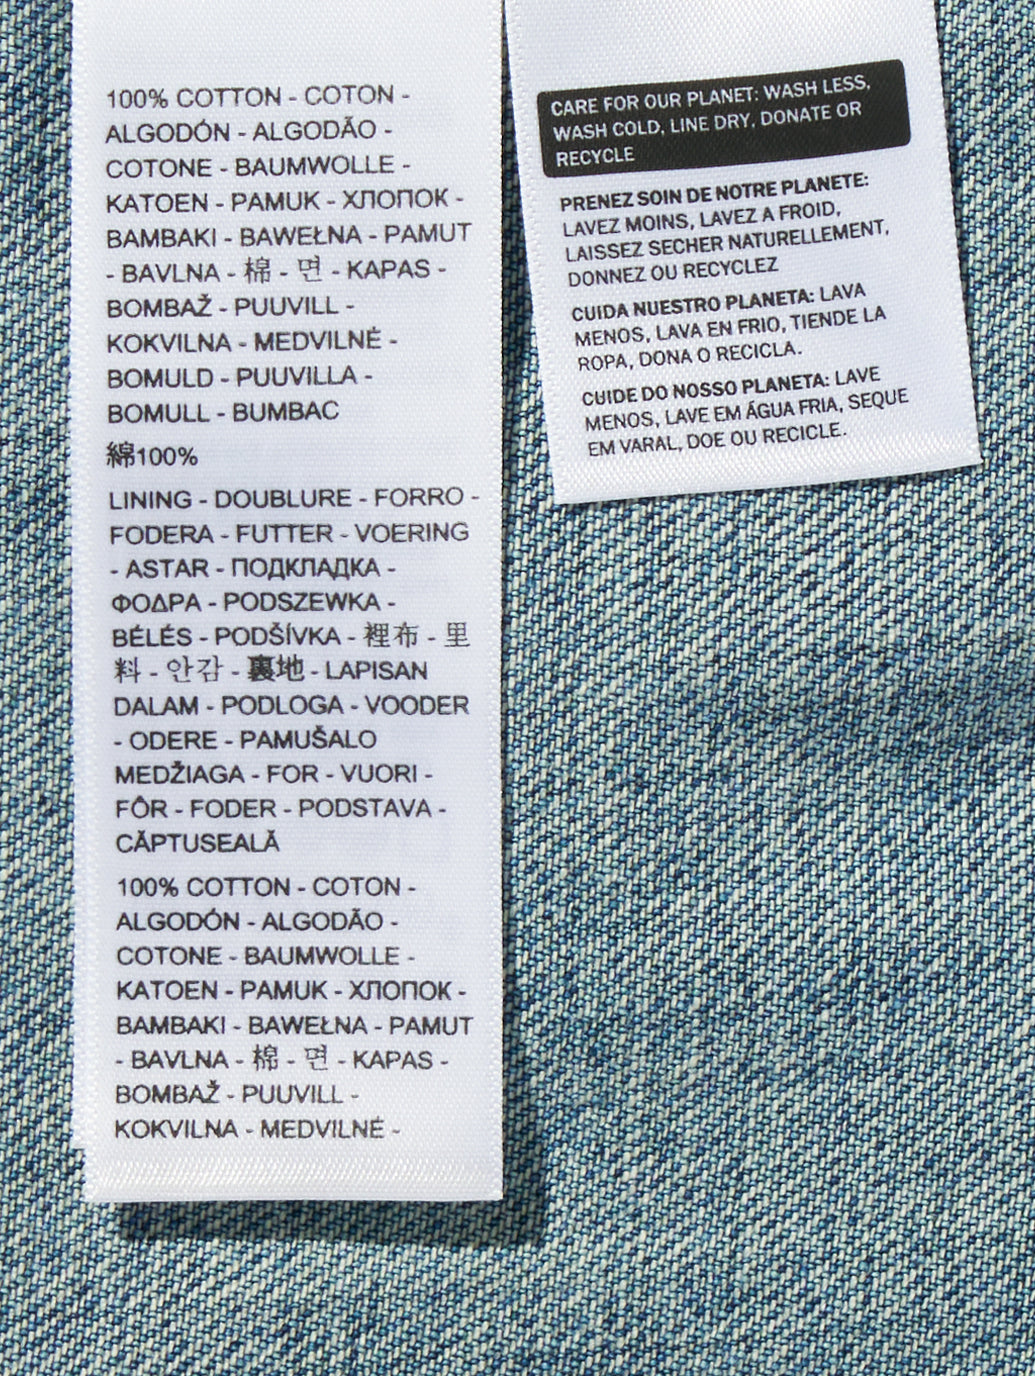 100% COTTON - COTON -
ALGODÓN - ALGODÃO -
COTONE - BAUMWOLLE -
KATOEN - PAMUK - ХЛОПОК -
BAMBAKI - BAWEŁNA - PAMUT
- BAVLNA - 棉 - 면 - KAPAS -
BOMBAŽ - PUUVILL -
KOKVILNA - MEDVILNĖ -
BOMULD - PUUVILLA -
BOMULL - BUMBAC
綿100%
LINING - DOUBLURE - FORRO -
FODERA - FUTTER - VOERING
- ASTAR - ПОДКЛАДКА -
ΦΟΔΡΑ - PODSZEWKA -
BÉLÉS - PODŠÍVKA - 裡布 - 里
料 - 안감 - 裏地 - LAPISAN
DALAM - PODLOGA - VOODER
- ODERE - PAMUŠALO
MEDŽIAGA - FOR - VUORI -
FÔR - FODER - PODSTAVA -
CĂPTUSEALĂ
100% COTTON - COTON -
ALGODÓN - ALGODÃO -
COTONE - BAUMWOLLE -
KATOEN - PAMUK - ХЛОПОК -
BAMBAKI - BAWEŁNA - PAMUT
- BAVLNA - 棉 - 면 - KAPAS -
BOMBAŽ - PUUVILL -
KOKVILNA - MEDVILNĖ -
CARE FOR OUR PLANET: WASH LESS,
WASH COLD, LINE DRY, DONATE OR
RECYCLE
PRENEZ SOIN DE NOTRE PLANETE:
LAVEZ MOINS, LAVEZ A FROID,
LAISSEZ SECHER NATURELLEMENT,
DONNEZ OU RECYCLEZ
CUIDA NUESTRO PLANETA: LAVA
MENOS, LAVA EN FRIO, TIENDE LA
ROPA, DONA O RECICLA.
CUIDE DO NOSSO PLANETA: LAVE
MENOS, LAVE EM ÁGUA FRIA, SEQUE
EM VARAL, DOE OU RECICLE.